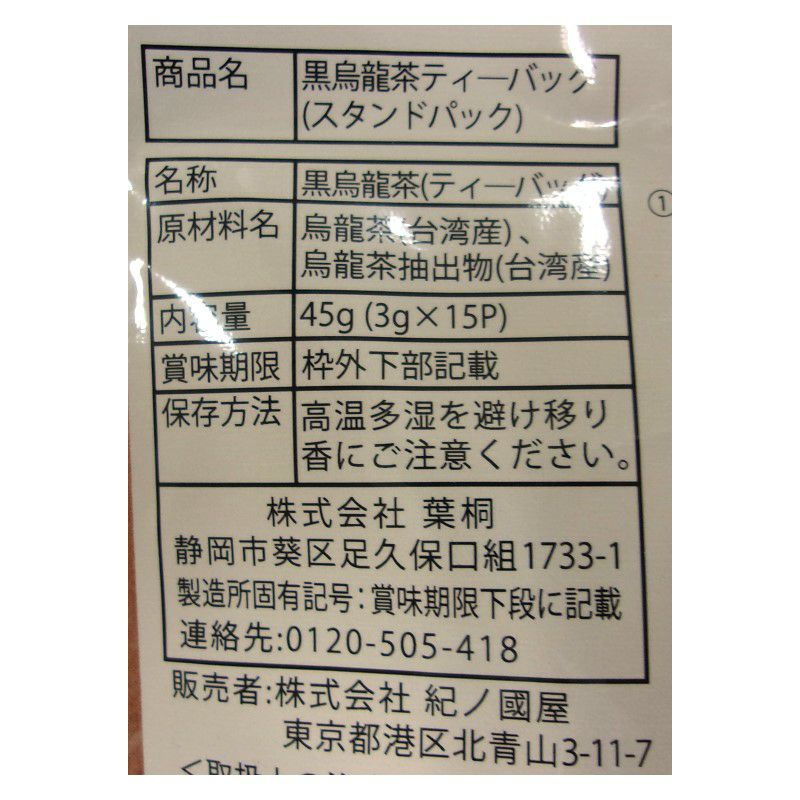 商品名 黒烏龍茶ティーバッグ
(スタンドパック)
名称 黒烏龍茶(ティーバッグ)
原材料名 烏龍茶(台湾産)、
烏龍茶抽出物(台湾産)
内容量 45g (3g×15P)
賞味期限 枠外下部記載
保存方法 高温多湿を避け移り
香にご注意ください。
株式会社 葉桐
静岡市葵区足久保口組1733-1
製造所固有記号:賞味期限下段に記載
連絡先:0120-505-418
販売者:株式会社 紀ノ國屋
東京都港区北青山3-11-7
①